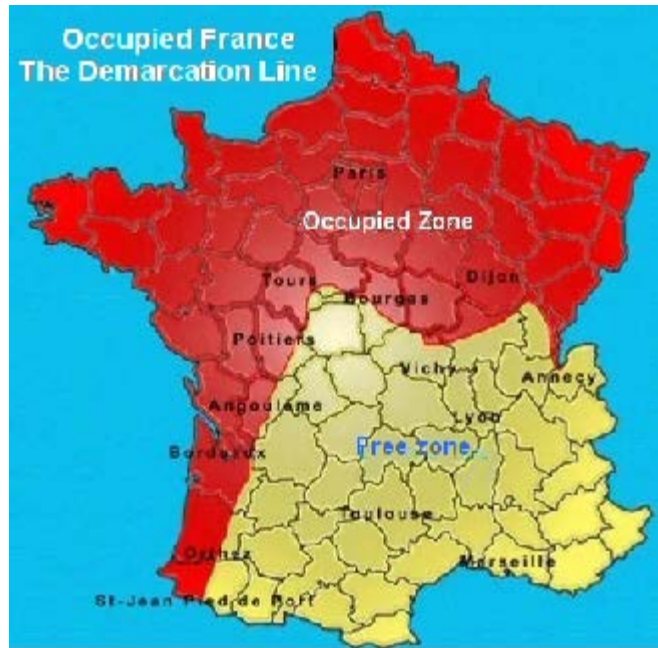 Occupied France
The Demarcation Line
Paris
Occupied Zone
Tours
Dijon
Bourges
Poitiers
Vichy
Annecy
Angouleme
Lyon
Free zone
Bordeaux
Toulouse
Orthez
Marseille
St-Jean Pied de Port